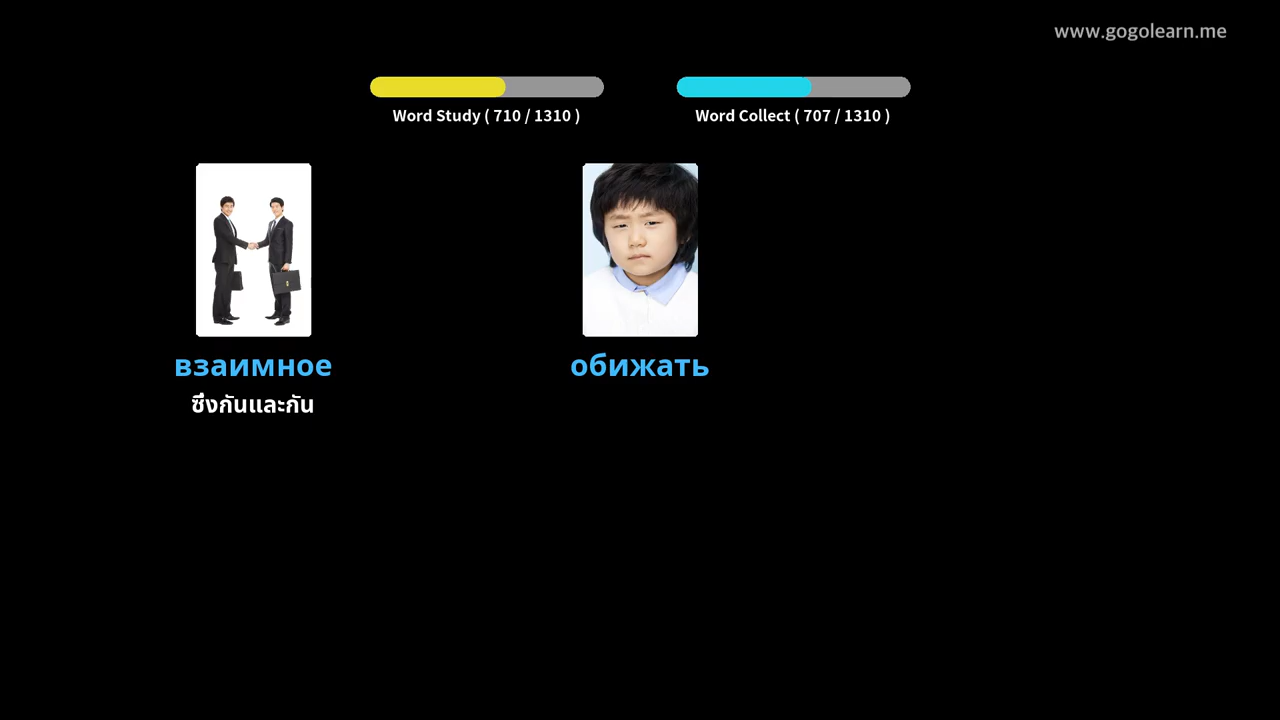 www.gogolearn.me
Word Study ( 710 / 1310 )
Word Collect ( 707 / 1310 )
взаимное
ซึ่งกันและกัน
обижать